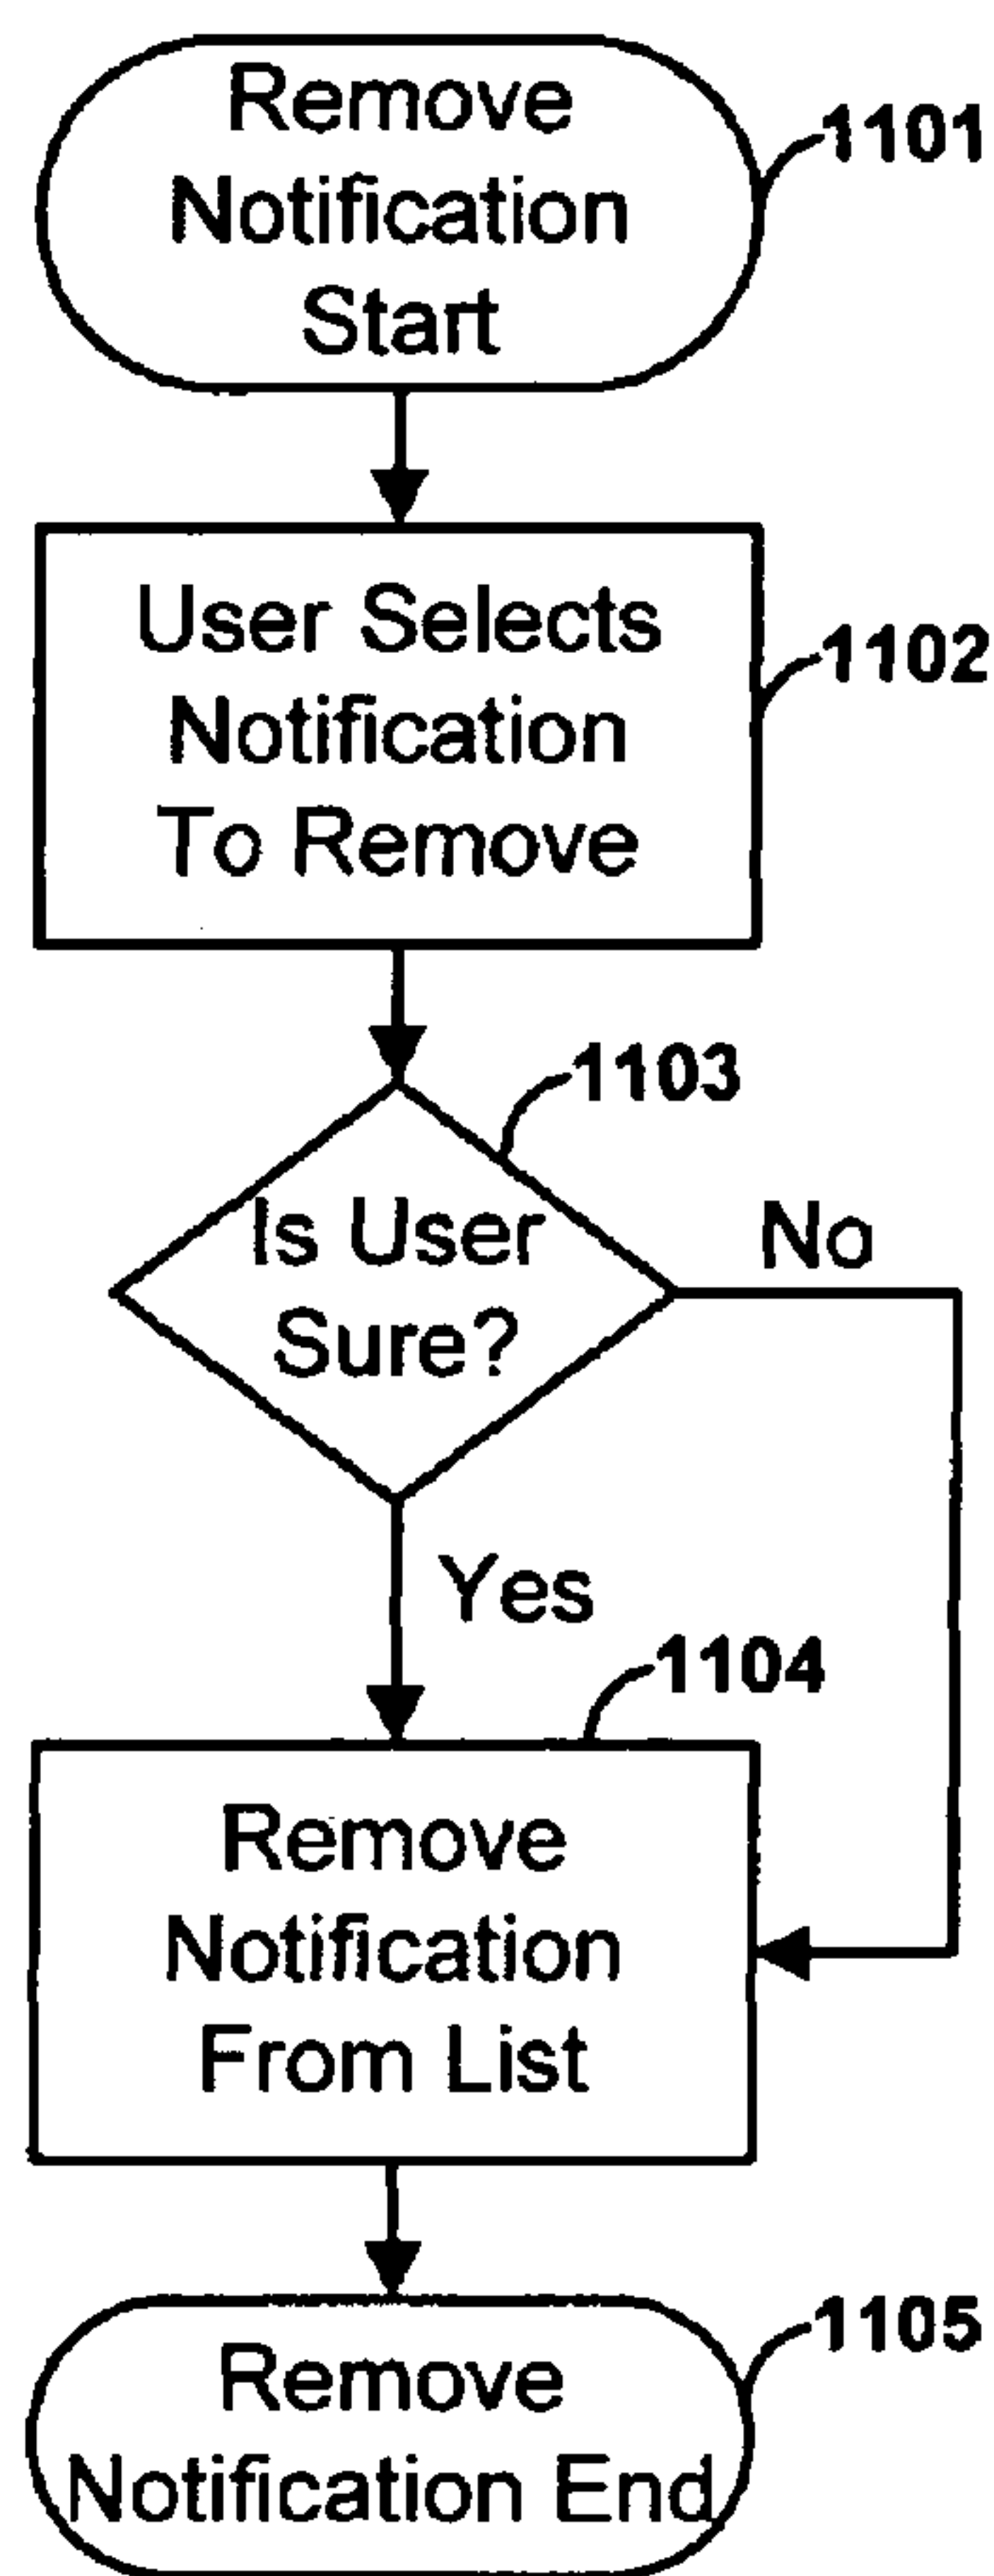 Remove
Notification
Start
1101
User Selects
Notification
To Remove
1102
1103
Is User
Sure?
No
Yes
1104
Remove
Notification
From List
Remove
Notification End
1105